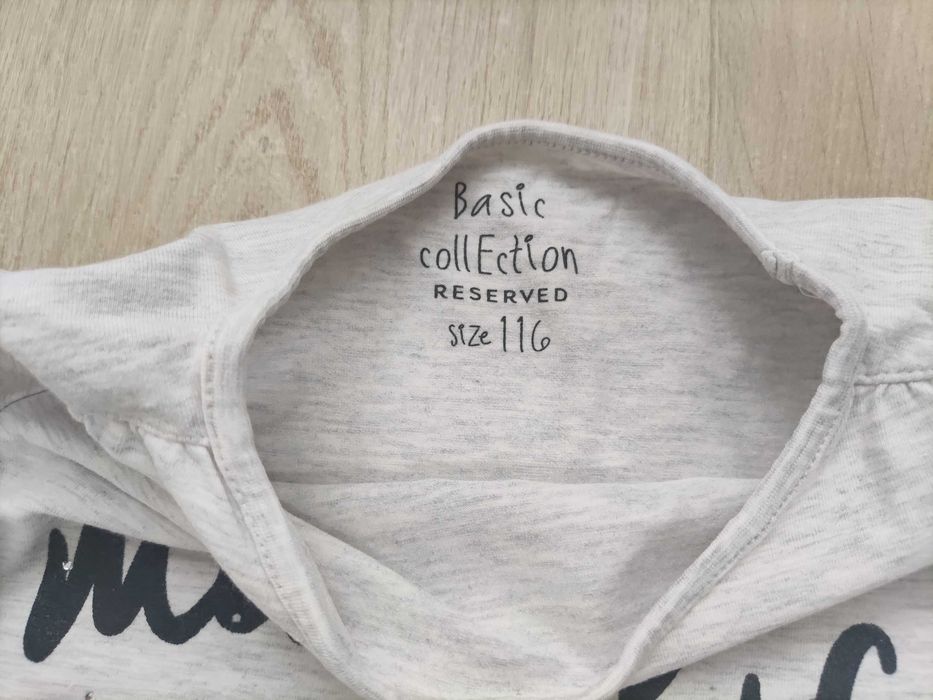 Basic
collEction
RESERVED
size 116